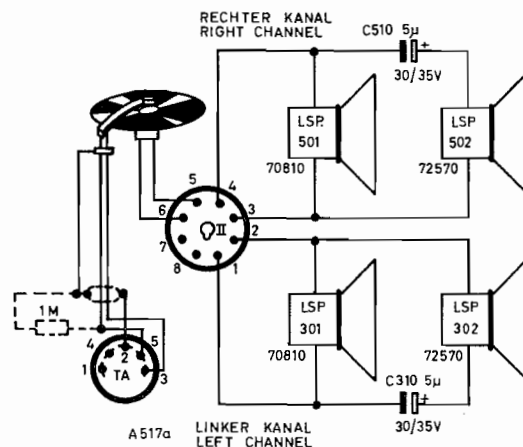 RECHTER KANAL
RIGHT CHANNEL
C510 5µ
+
30/35V
LSP.
501
70810
LSP
502
72570
5
4
6
3
II
2
7
8
1
1M
LSP
301
70810
LSP
302
72570
4
2
5
1
TA
3
C310 5µ
+
30/35V
A517a
LINKER KANAL
LEFT CHANNEL